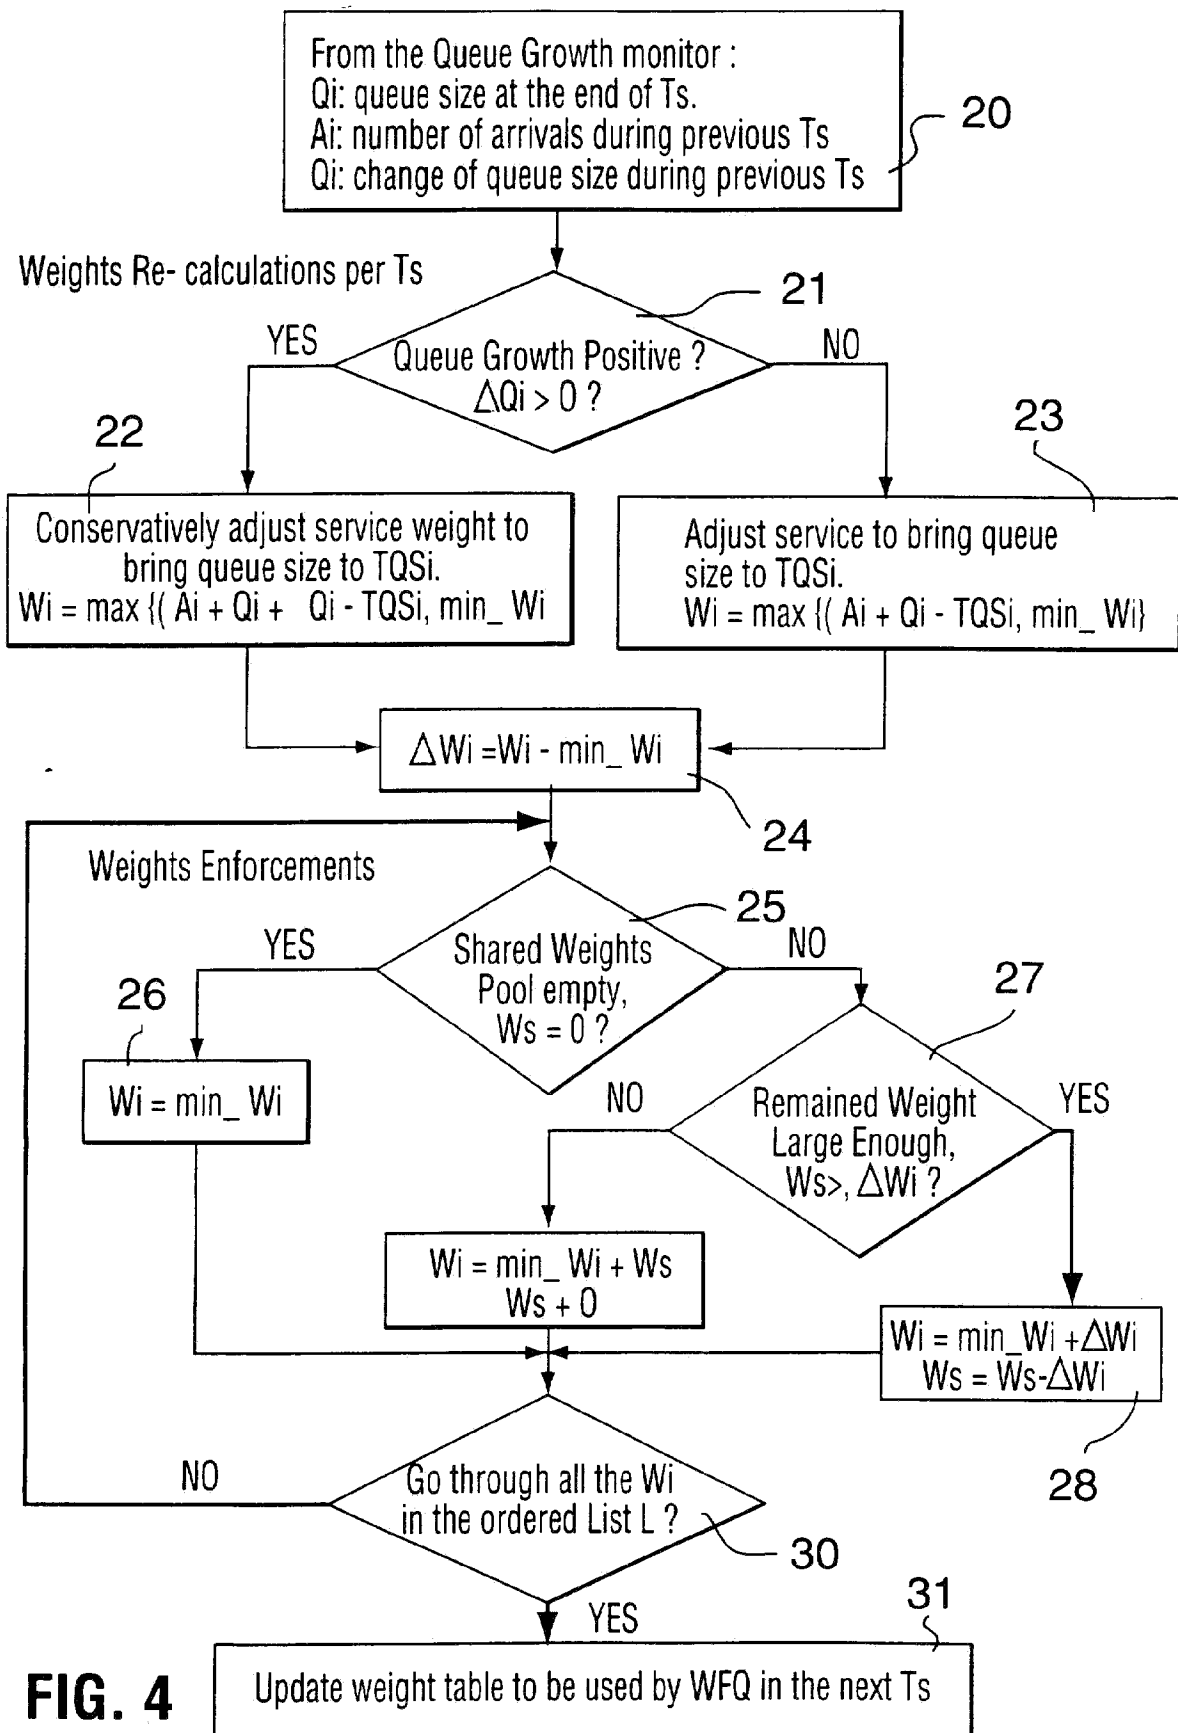 From the Queue Growth monitor :
Qi: queue size at the end of Ts.
Ai: number of arrivals during previous Ts
Qi: change of queue size during previous Ts
20
Weights Re- calculations per Ts
21
YES
NO
Queue Growth Positive ?
△Qi > 0 ?
22
23
Conservatively adjust service weight to
bring queue size to TQSi.
Wi = max {( Ai + Qi + Qi - TQSi, min_ Wi
Adjust service to bring queue
size to TQSi.
Wi = max {( Ai + Qi - TQSi, min_ Wi}
△Wi =Wi - min_ Wi
24
Weights Enforcements
25
YES
NO
Shared Weights
Pool empty,
Ws = 0 ?
26
27
Wi = min_ Wi
NO
YES
Remained Weight
Large Enough,
Ws>, △Wi ?
Wi = min_ Wi + Ws
Ws + 0
Wi = min_Wi +△Wi
Ws = Ws-△Wi
28
NO
Go through all the Wi
in the ordered List L ?
30
YES
31
Update weight table to be used by WFQ in the next Ts
FIG. 4